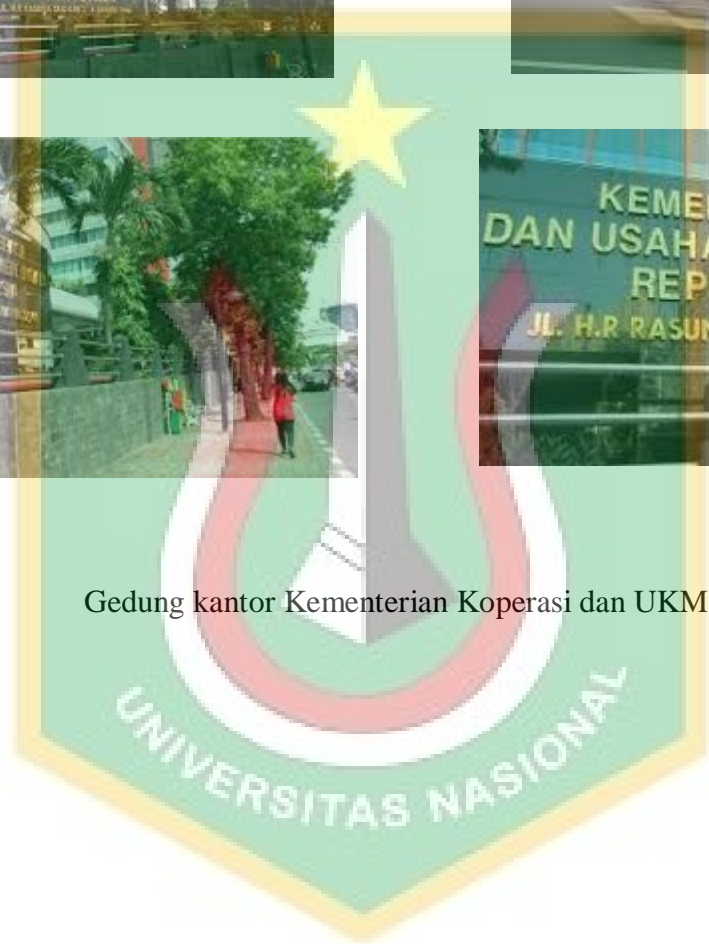 KEME
DAN USAHA
REP
JL. H.R RASUN
Gedung kantor Kementerian Koperasi dan UKM
UNIVERSITAS NASIONAL